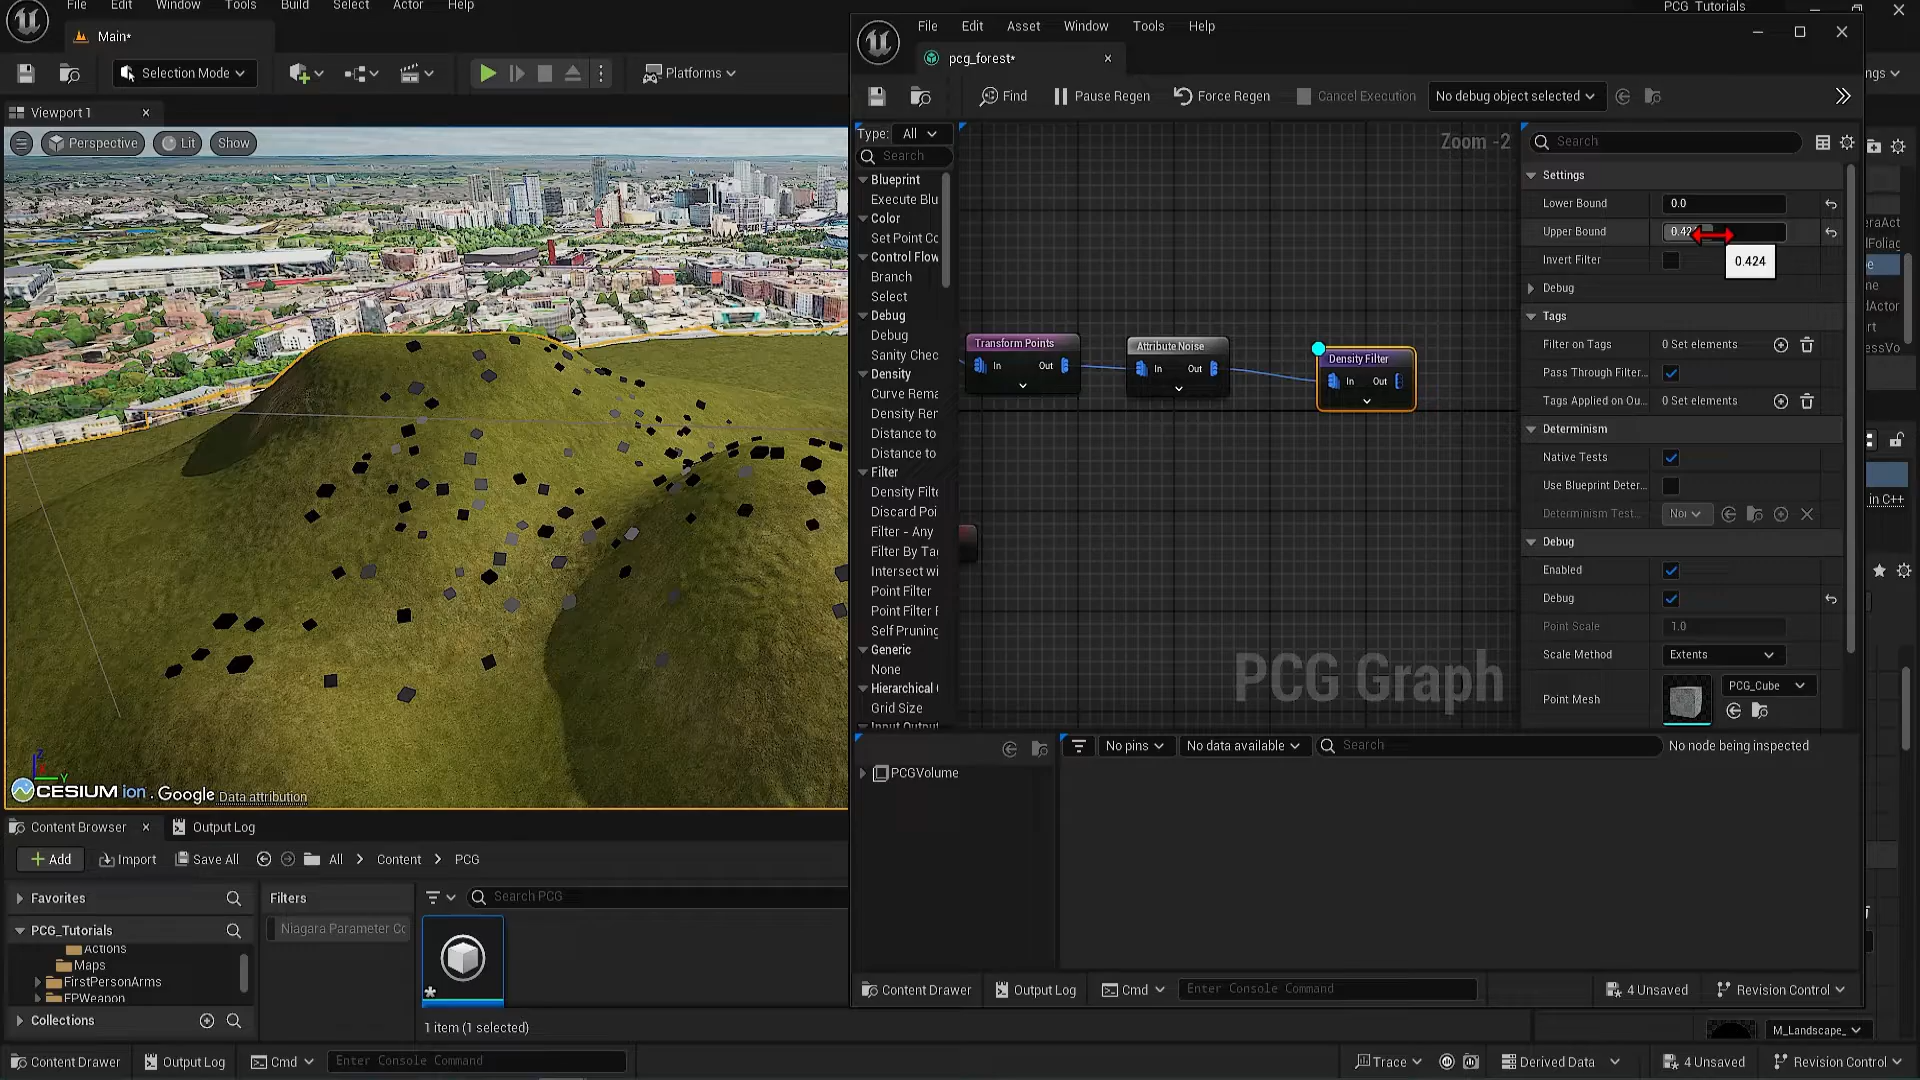 File Edit Window Tools Build Select Actor Help
PCG_Tutorials
Main*
Selection Mode
Platforms
Viewport 1
Perspective
Lit
Show
CESIUM ion . Google Data attribution
File Edit Asset Window Tools Help
pcg_forest*
Find
Pause Regen
Force Regen
Cancel Execution
No debug object selected
Type: All
Search
Blueprint
Execute Blu
Color
Set Point Co
Control Flow
Branch
Select
Debug
Debug
Sanity Chec
Density
Curve Rema
Density Rem
Distance to
Distance to
Filter
Density Filte
Discard Poi
Filter - Any
Filter By Ta
Intersect wi
Point Filter
Point Filter
Self Pruning
Generic
None
Hierarchical
Grid Size
Input Output
Zoom -2
Transform Points
In Out
Attribute Noise
In Out
Density Filter
In Out
PCG Graph
Search
Settings
Lower Bound 0.0
Upper Bound 0.42
Invert Filter
0.424
Debug
Tags
Filter on Tags 0 Set elements
Pass Through Filter...
Tags Applied on Ou... 0 Set elements
Determinism
Native Tests
Use Blueprint Deter...
Determinism Test...
Debug
Enabled
Debug
Point Scale 1.0
Scale Method Extents
Point Mesh PCG_Cube
PCGVolume
No pins
No data available
Search
No node being inspected
Content Drawer
Output Log
Cmd
Enter Console Command
4 Unsaved
Revision Control
ngs
in C++
M_Landscape_
Content Browser
Output Log
Add
Import
Save All
All > Content > PCG
Favorites
PCG_Tutorials
Actions
Maps
FirstPersonArms
FPWeapon
Collections
Filters
Niagara Parameter Co
Search PCG
1 item (1 selected)
Content Drawer
Output Log
Cmd
Enter Console Command
Trace
Derived Data
4 Unsaved
Revision Control